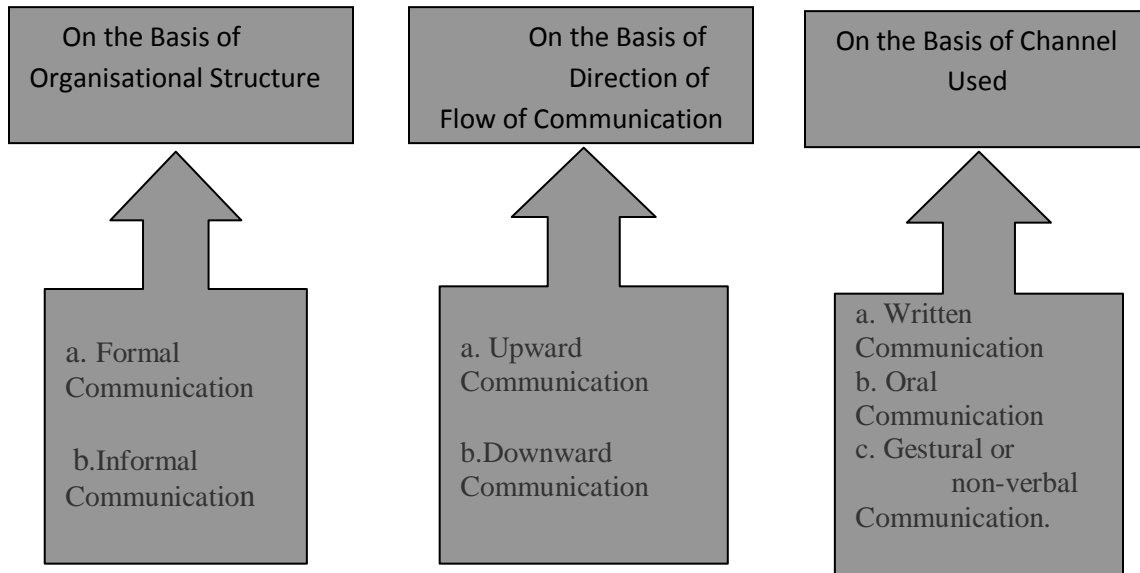 On the Basis of
Organisational Structure
On the Basis of
Direction of
Flow of Communication
On the Basis of Channel
Used
a. Formal
Communication
b.Informal
Communication
a. Upward
Communication
b.Downward
Communication
a. Written
Communication
b. Oral
Communication
c. Gestural or
non-verbal
Communication.